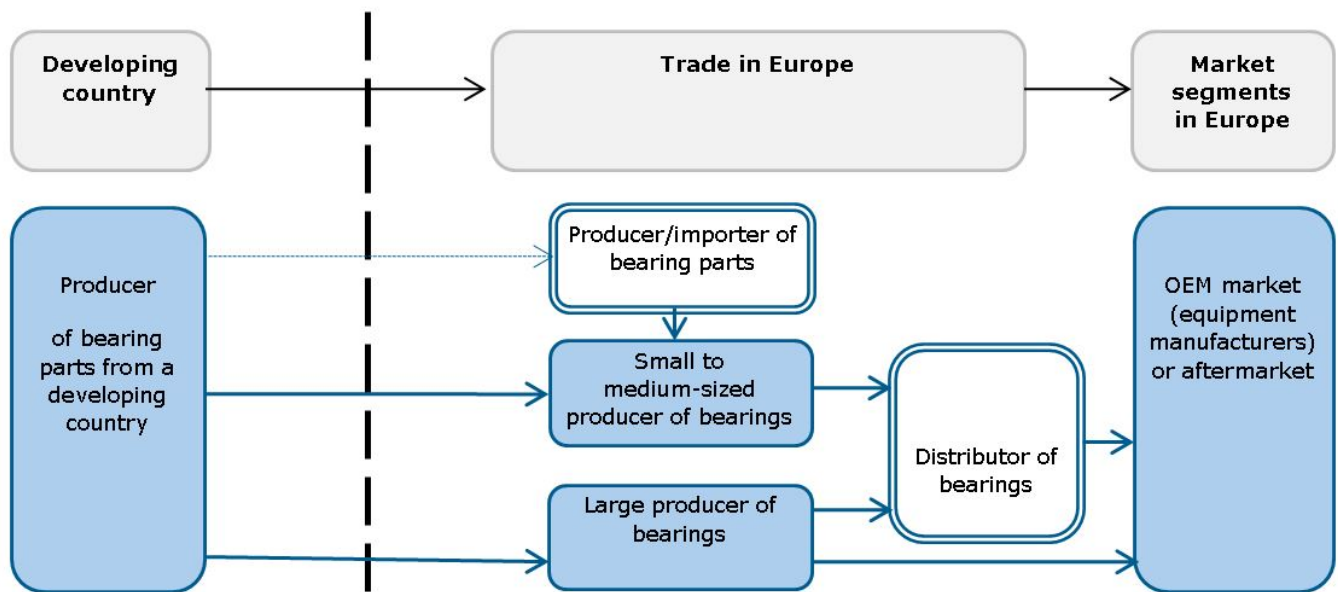 Developing
country
Trade in Europe
Market
segments
in Europe
Producer
of bearing
parts from a
developing
country
Producer/importer of
bearing parts
Small to
medium-sized
producer of bearings
Large producer of
bearings
Distributor of
bearings
OEM market
(equipment
manufacturers)
or aftermarket